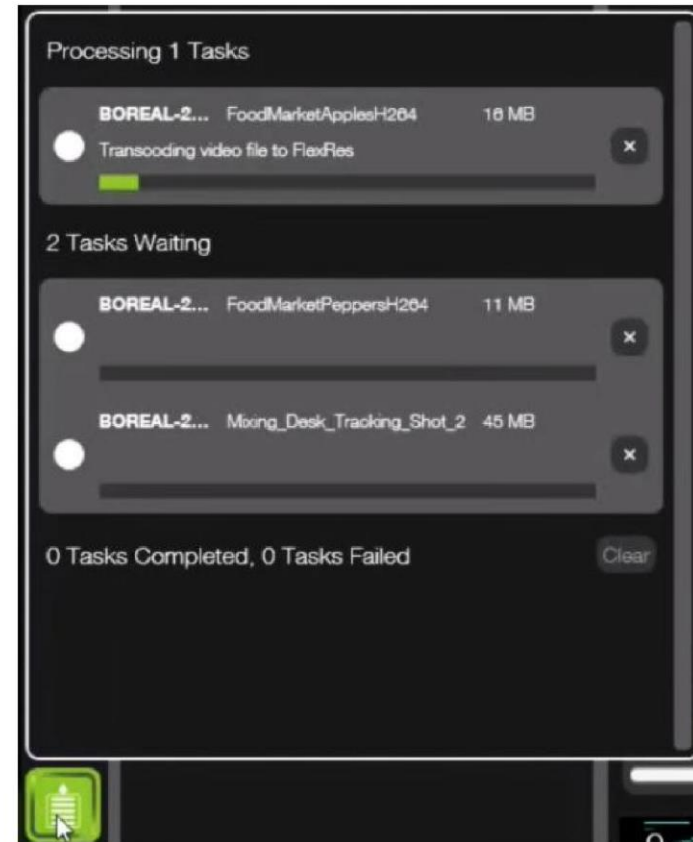 Processing 1 Tasks
BOREAL-2... FoodMarketApplesH264 16 MB
Transcoding video file to FlexRes
2 Tasks Waiting
BOREAL-2... FoodMarketPeppersH264 11 MB
BOREAL-2... Mixing_Desk_Tracking_Shot_2 45 MB
0 Tasks Completed, 0 Tasks Failed
Clear